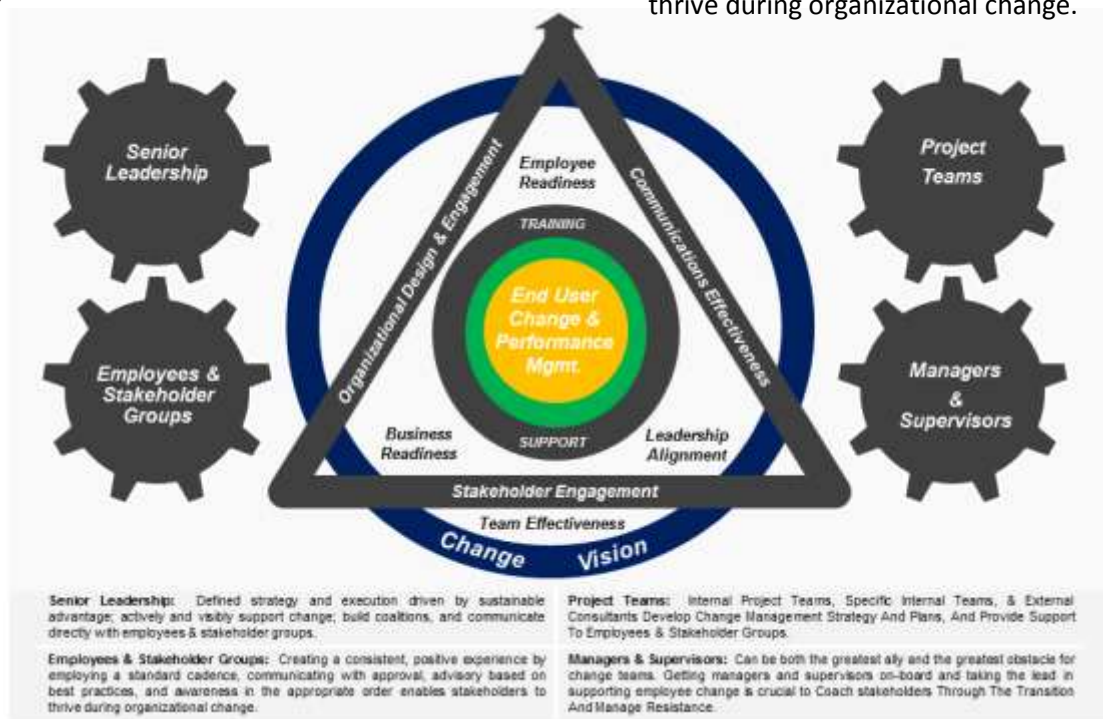 thrive during organizational change.
Senior
Leadership
Project
Teams
Employee
Readiness
Organizational Design & Engagement
Communications Effectiveness
TRAINING
End User
Change &
Performance
Mgmt.
SUPPORT
Employees &
Stakeholder
Groups
Managers
&
Supervisors
Business
Readiness
Leadership
Alignment
Stakeholder Engagement
Team Effectiveness
Change Vision
Senior Leadership: Defined strategy and execution driven by sustainable
advantage; actively and visibly support change; build coalitions, and communicate
directly with employees & stakeholder groups.
Project Teams: Internal Project Teams, Specific Internal Teams, & External
Consultants Develop Change Management Strategy And Plans, And Provide Support
To Employees & Stakeholder Groups.
Employees & Stakeholder Groups: Creating a consistent, positive experience by
employing a standard cadence, communicating with approval, advisory based on
best practices, and awareness in the appropriate order enables stakeholders to
thrive during organizational change.
Managers & Supervisors: Can be both the greatest ally and the greatest obstacle for
change teams. Getting managers and supervisors on-board and taking the lead in
supporting employee change is crucial to Coach stakeholders Through The Transition
And Manage Resistance.